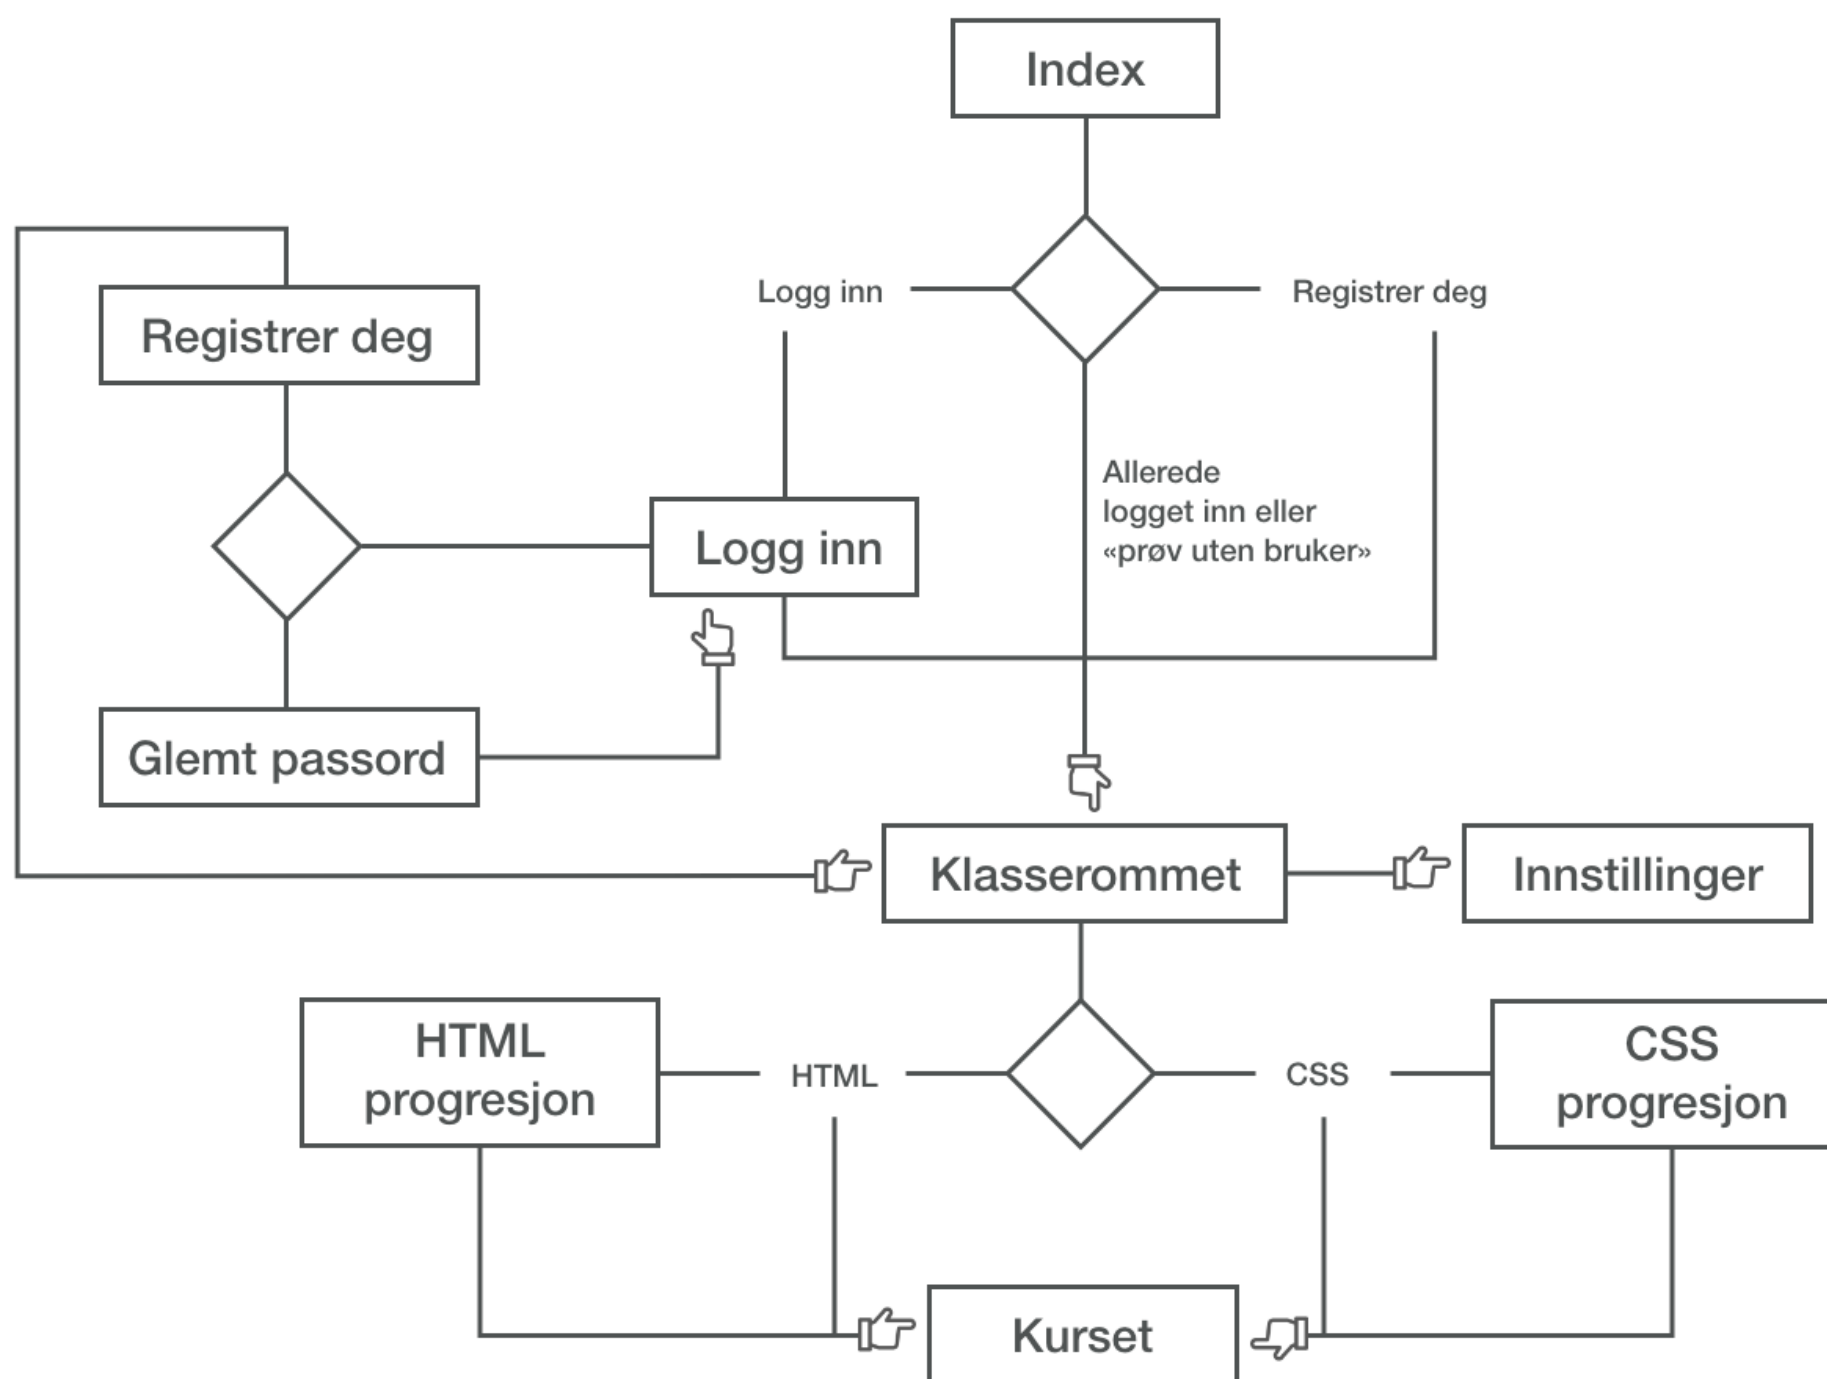 Index
Logg inn
Registrer deg
Registrer deg
Allerede
logget inn eller
«prøv uten bruker»
Logg inn
Glemt passord
Klasserommet
Innstillinger
HTML
progresjon
HTML
CSS
CSS
progresjon
Kurset